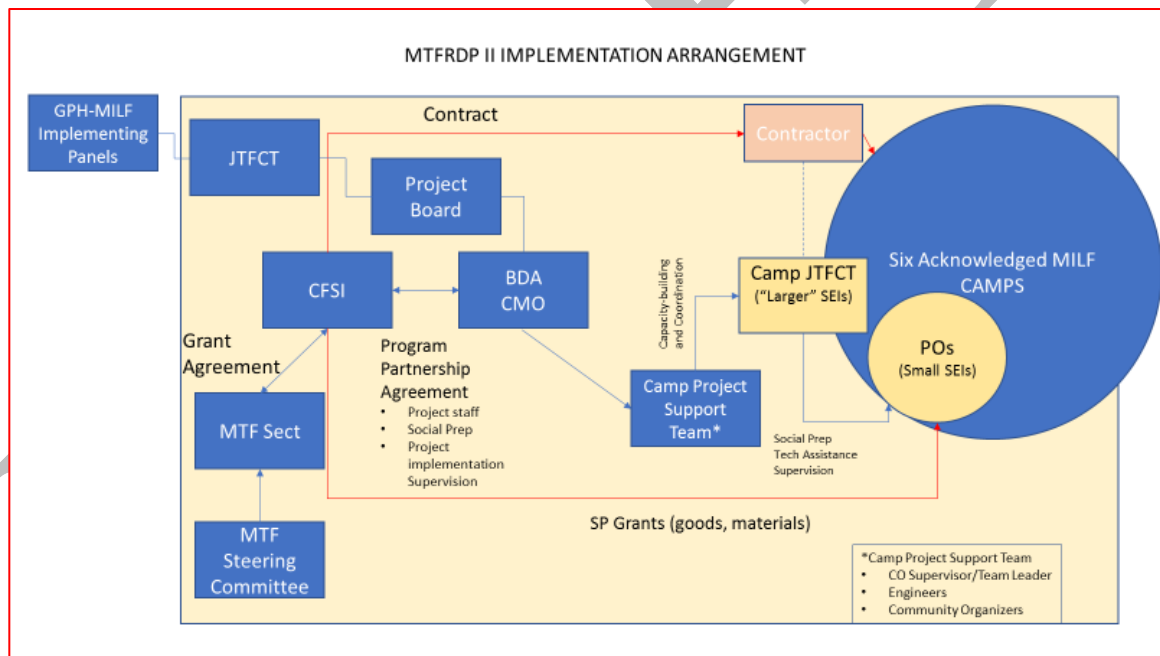 MTFRDP II IMPLEMENTATION ARRANGEMENT
GPH-MILF
Implementing
Panels
JTFCT
Project
Board
Contract
Contractor
CFSI
BDA
CMO
Grant
Agreement
Program
Partnership
Agreement
• Project staff
• Social Prep
• Project
implementation
Supervision
MTF Sect
MTF
Steering
Committee
Capacity-building
and Coordination
Camp Project
Support
Team*
Camp JTFCT
("Larger" SEIs)
Six Acknowledged MILF
CAMPS
POs
(Small SEIs)
Social Prep
Tech Assistance
Supervision
SP Grants (goods, materials)
*Camp Project Support Team
• CO Supervisor/Team Leader
• Engineers
• Community Organizers